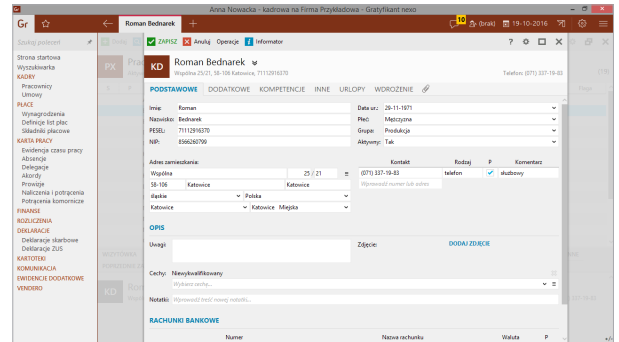 Anna Nowacka - kadrowa na Firma Przykładowa - Gratyfikant nexo
Gr
Roman Bednarek
10
(brak)
19-10-2016
Szukaj poleceń
ZAPISZ
Anuluj
Operacje
Informator
Strona startowa
Wyszukiwarka
KADRY
Pracownicy
Umowy
PŁACE
Wynagrodzenia
Definicje list płac
Składniki płacowe
KARTA PRACY
Ewidencja czasu pracy
Absencje
Delegacje
Akordy
Prowizje
Naliczenia i potrącenia
Potrącenia komornicze
FINANSE
ROZLICZENIA
DEKLARACJE
Deklaracje skarbowe
Deklaracje ZUS
KARTOTEKI
KOMUNIKACJA
EWIDENCJE DODATKOWE
VENDERO
PX
KD
Roman Bednarek
Wspólna 25/21, 58-106 Katowice, 71112916370
Telefon: (071) 337-19-83
PODSTAWOWE DODATKOWE KOMPETENCJE INNE URLOPY WDROŻENIE
Imię: Roman Data ur.: 29-11-1971
Nazwisko: Bednarek Płeć: Mężczyzna
PESEL: 71112916370 Grupa: Produkcja
NIP: 8566260799 Aktywny: Tak
Adres zamieszkania: Kontakt Rodzaj P Komentarz
Wspólna 25 / 21 (071) 337-19-83 telefon służbowy
58-106 Katowice Katowice Wprowadź numer lub adres
śląskie Polska
Katowice Katowice Miejska
OPIS
Uwagi: Zdjęcie: DODAJ ZDJĘCIE
Cechy: Niewykwalifikowany
Wybierz cechy...
Notatki: Wprowadź treść nowej notatki...
RACHUNKI BANKOWE
Numer Nazwa rachunku Waluta P
KD